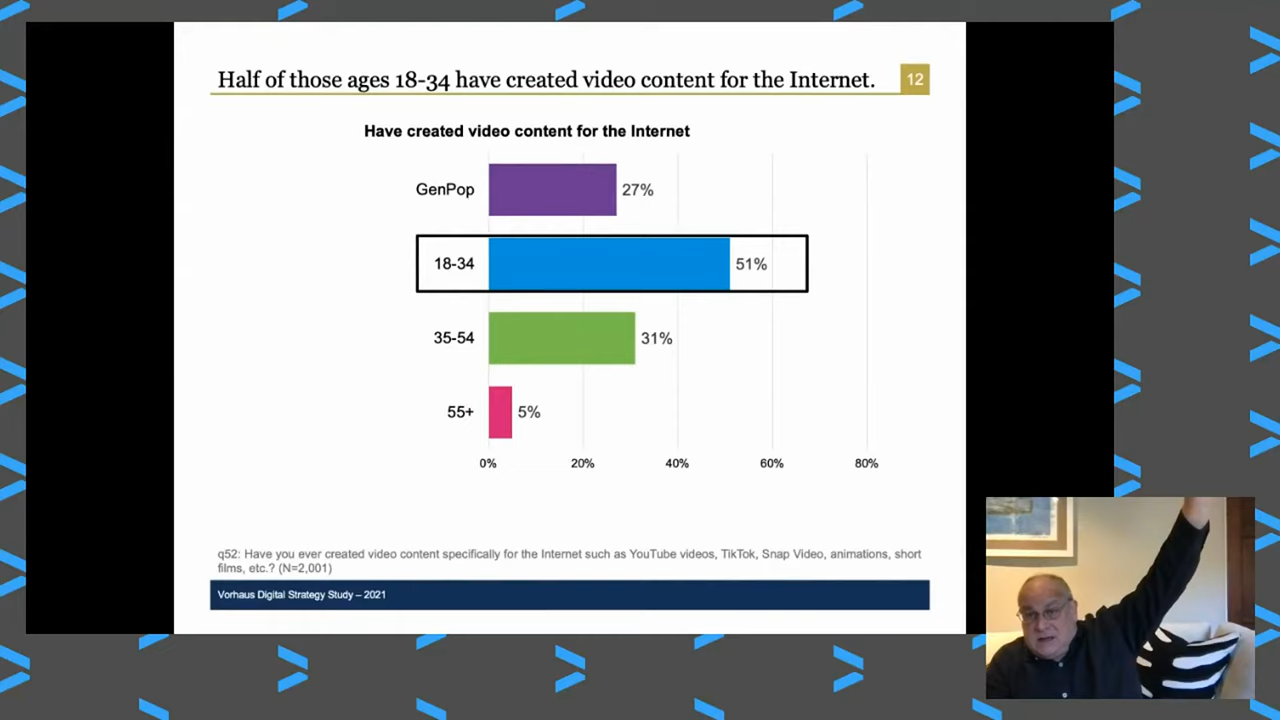 Half of those ages 18-34 have created video content for the Internet.
12
Have created video content for the Internet
GenPop
27%
18-34
51%
35-54
31%
55+
5%
0%
20%
40%
60%
80%
q52: Have you ever created video content specifically for the Internet such as YouTube videos, TikTok, Snap Video, animations, short
films, etc.? (N=2,001)
Vorhaus Digital Strategy Study – 2021